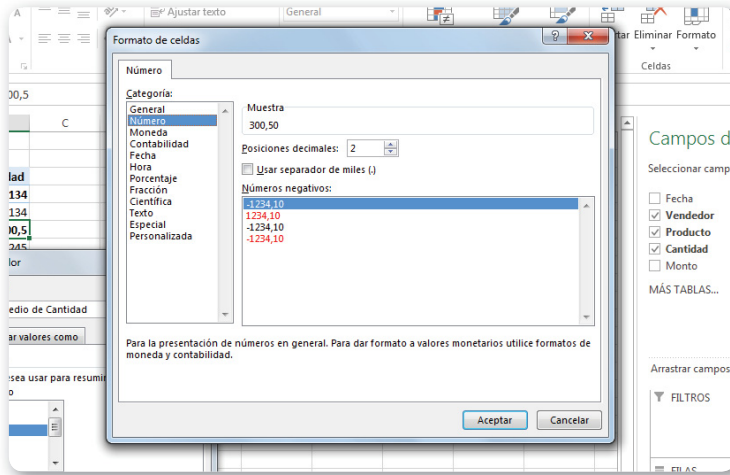 Ajustar texto
General
Eliminar Formato
Celdas
Formato de celdas
Número
Categoría:
General
Número
Moneda
Contabilidad
Fecha
Hora
Porcentaje
Fracción
Científica
Texto
Especial
Personalizada
Muestra
300,50
Posiciones decimales: 2
Usar separador de miles (.)
Números negativos:
-1234,10
1234,10
-1234,10
-1234,10
Para la presentación de números en general. Para dar formato a valores monetarios utilice formatos de
moneda y contabilidad.
Aceptar
Cancelar
00,5
C
dad
134
134
00,5
245
lor
edio de Cantidad
ar valores como
sea usar para resumi
o
Campos d
Seleccionar camp
Fecha
Vendedor
Producto
Cantidad
Monto
MÁS TABLAS...
Arrastrar campos
FILTROS
FILAS